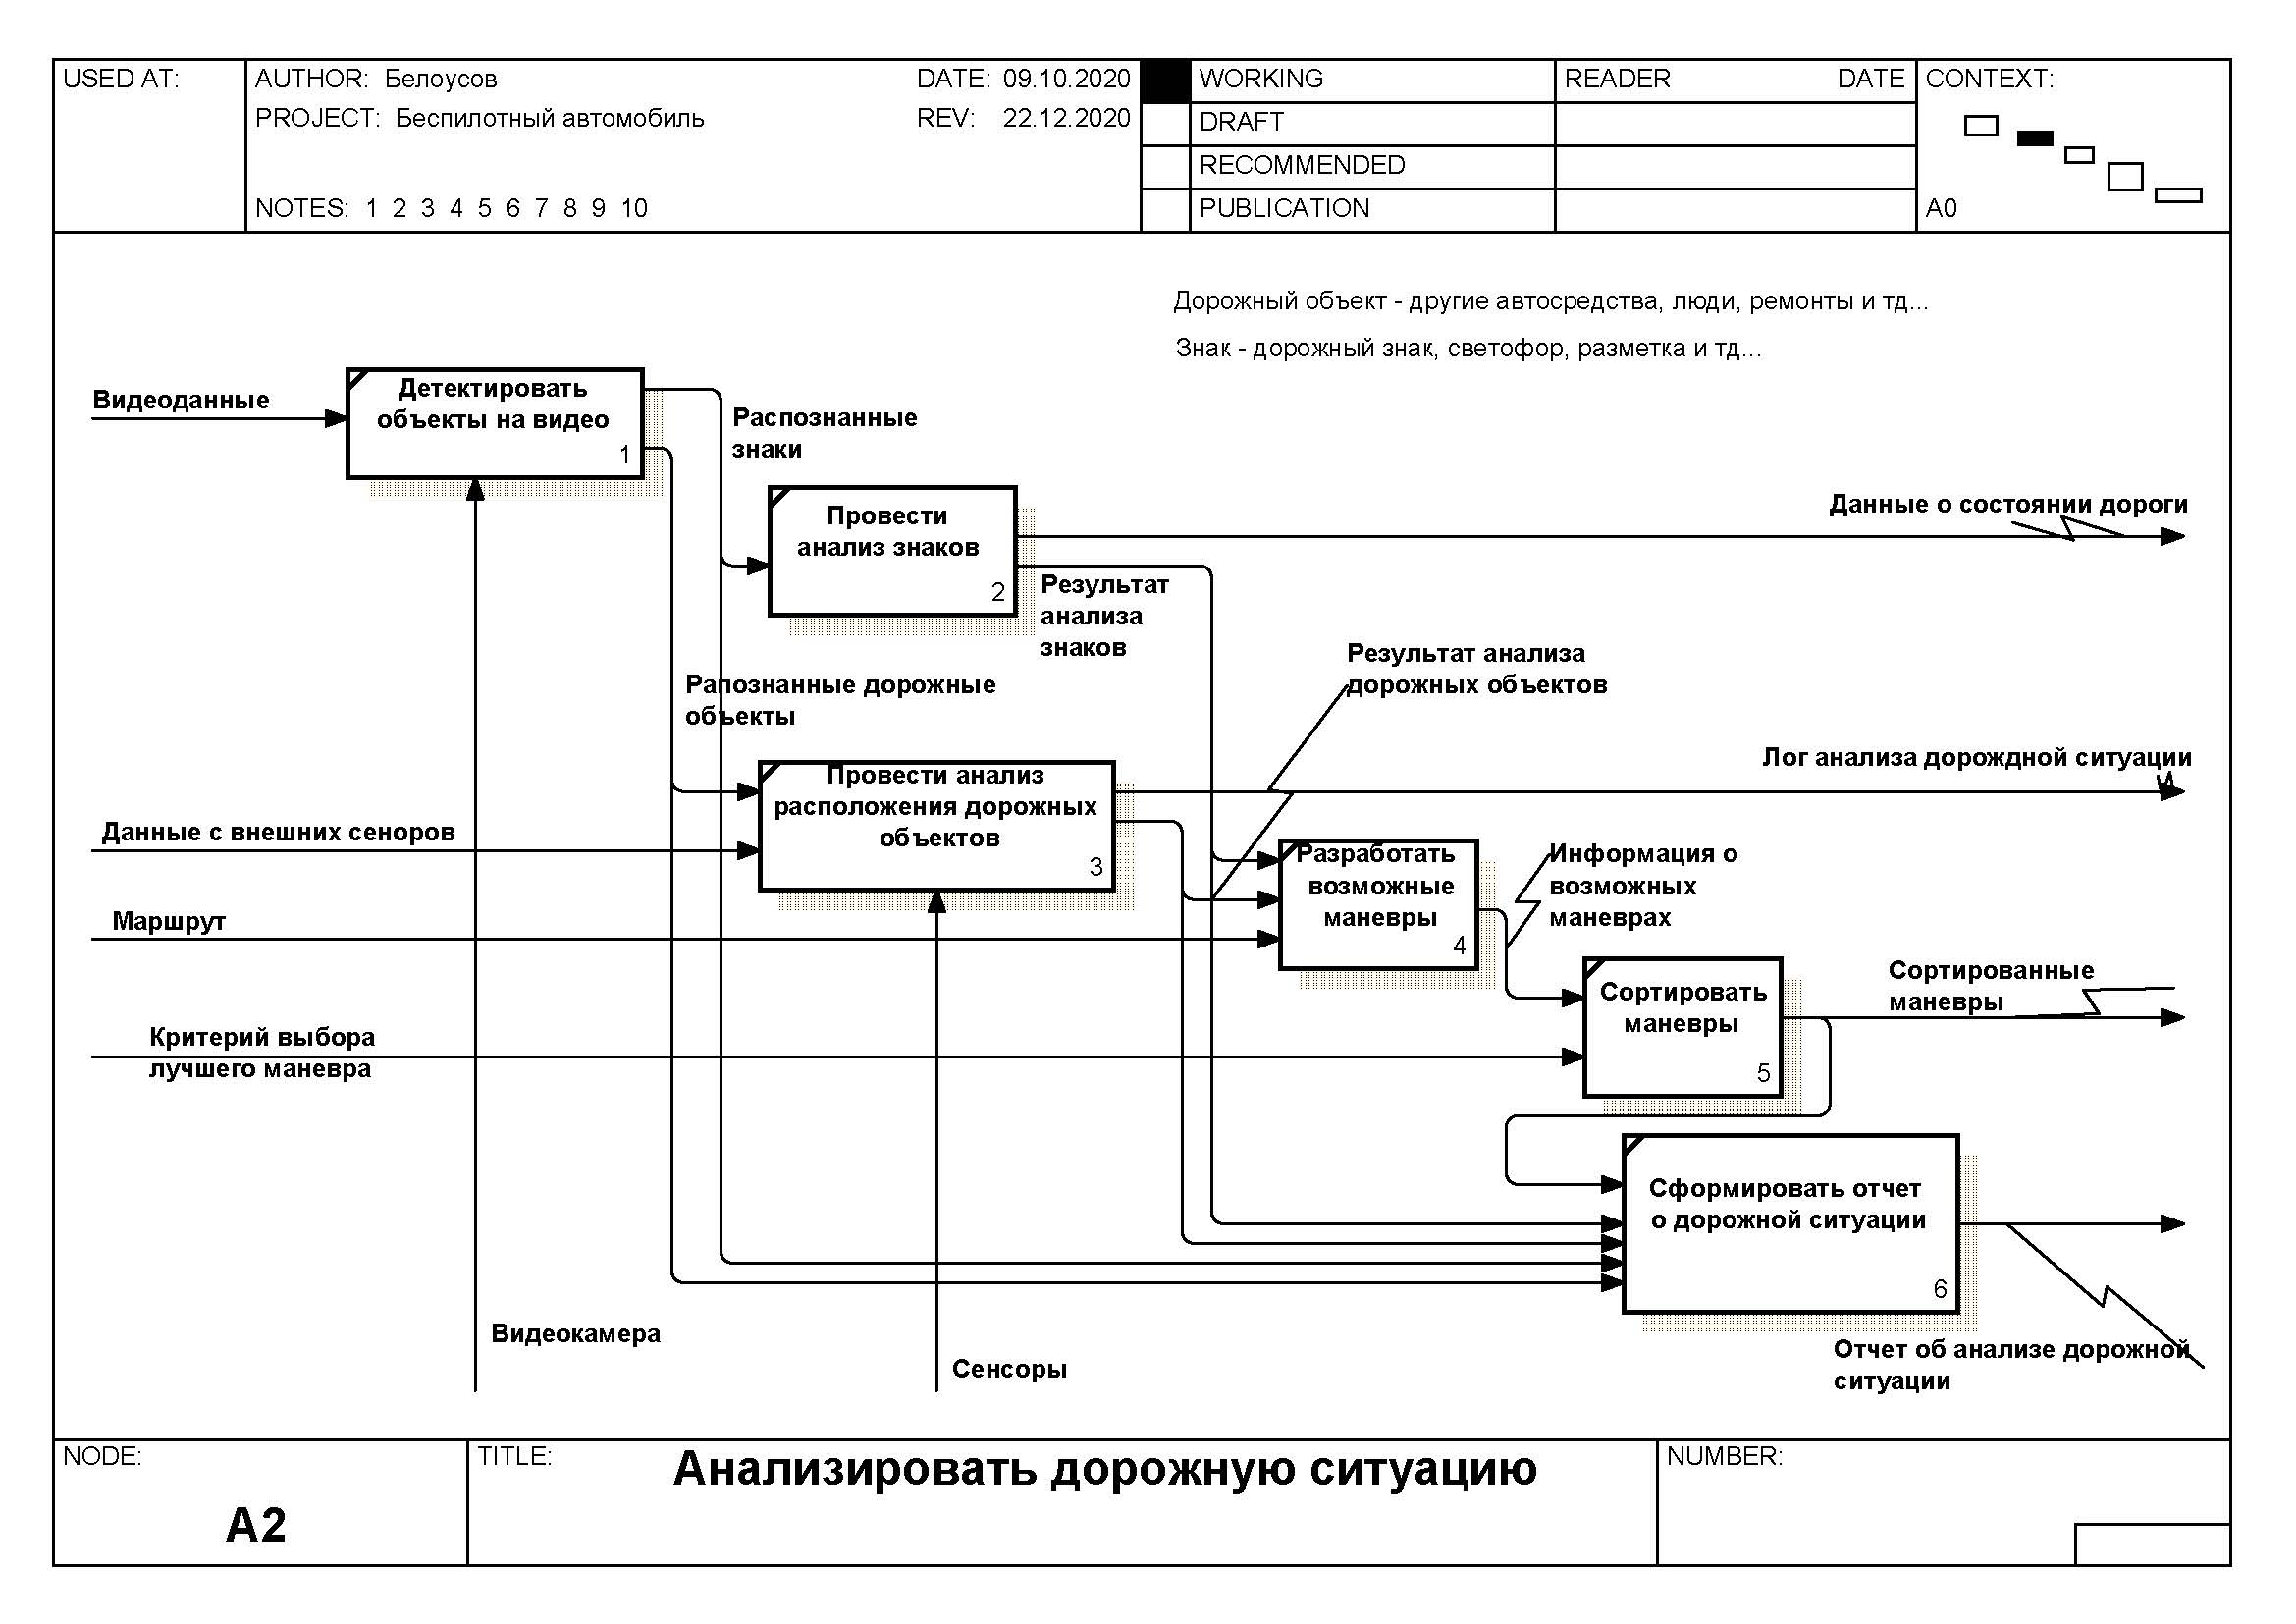 USED AT:
AUTHOR: Белоусов
DATE: 09.10.2020
PROJECT: Беспилотный автомобиль
REV: 22.12.2020
NOTES: 1 2 3 4 5 6 7 8 9 10
WORKING
DRAFT
RECOMMENDED
PUBLICATION
READER DATE
CONTEXT:
A0
Дорожный объект - другие автосредства, люди, ремонты и тд...
Знак - дорожный знак, светофор, разметка и тд...
Видеоданные
Детектировать
объекты на видео
1
Распознанные
знаки
Провести
анализ знаков
2
Данные о состоянии дороги
Результат
анализа
знаков
Результат анализа
дорожных объектов
Рапознанные дорожные
объекты
Лог анализа дорождной ситуации
Провести анализ
расположения дорожных
объектов
3
Данные с внешних сеноров
Разработать
возможные
маневры
4
Информация о
возможных
маневрах
Маршрут
Сортировать
маневры
5
Сортированные
маневры
Критерий выбора
лучшего маневра
Сформировать отчет
о дорожной ситуации
6
Видеокамера
Сенсоры
Отчет об анализе дорожной
ситуации
NODE:
A2
TITLE:
Анализировать дорожную ситуацию
NUMBER: